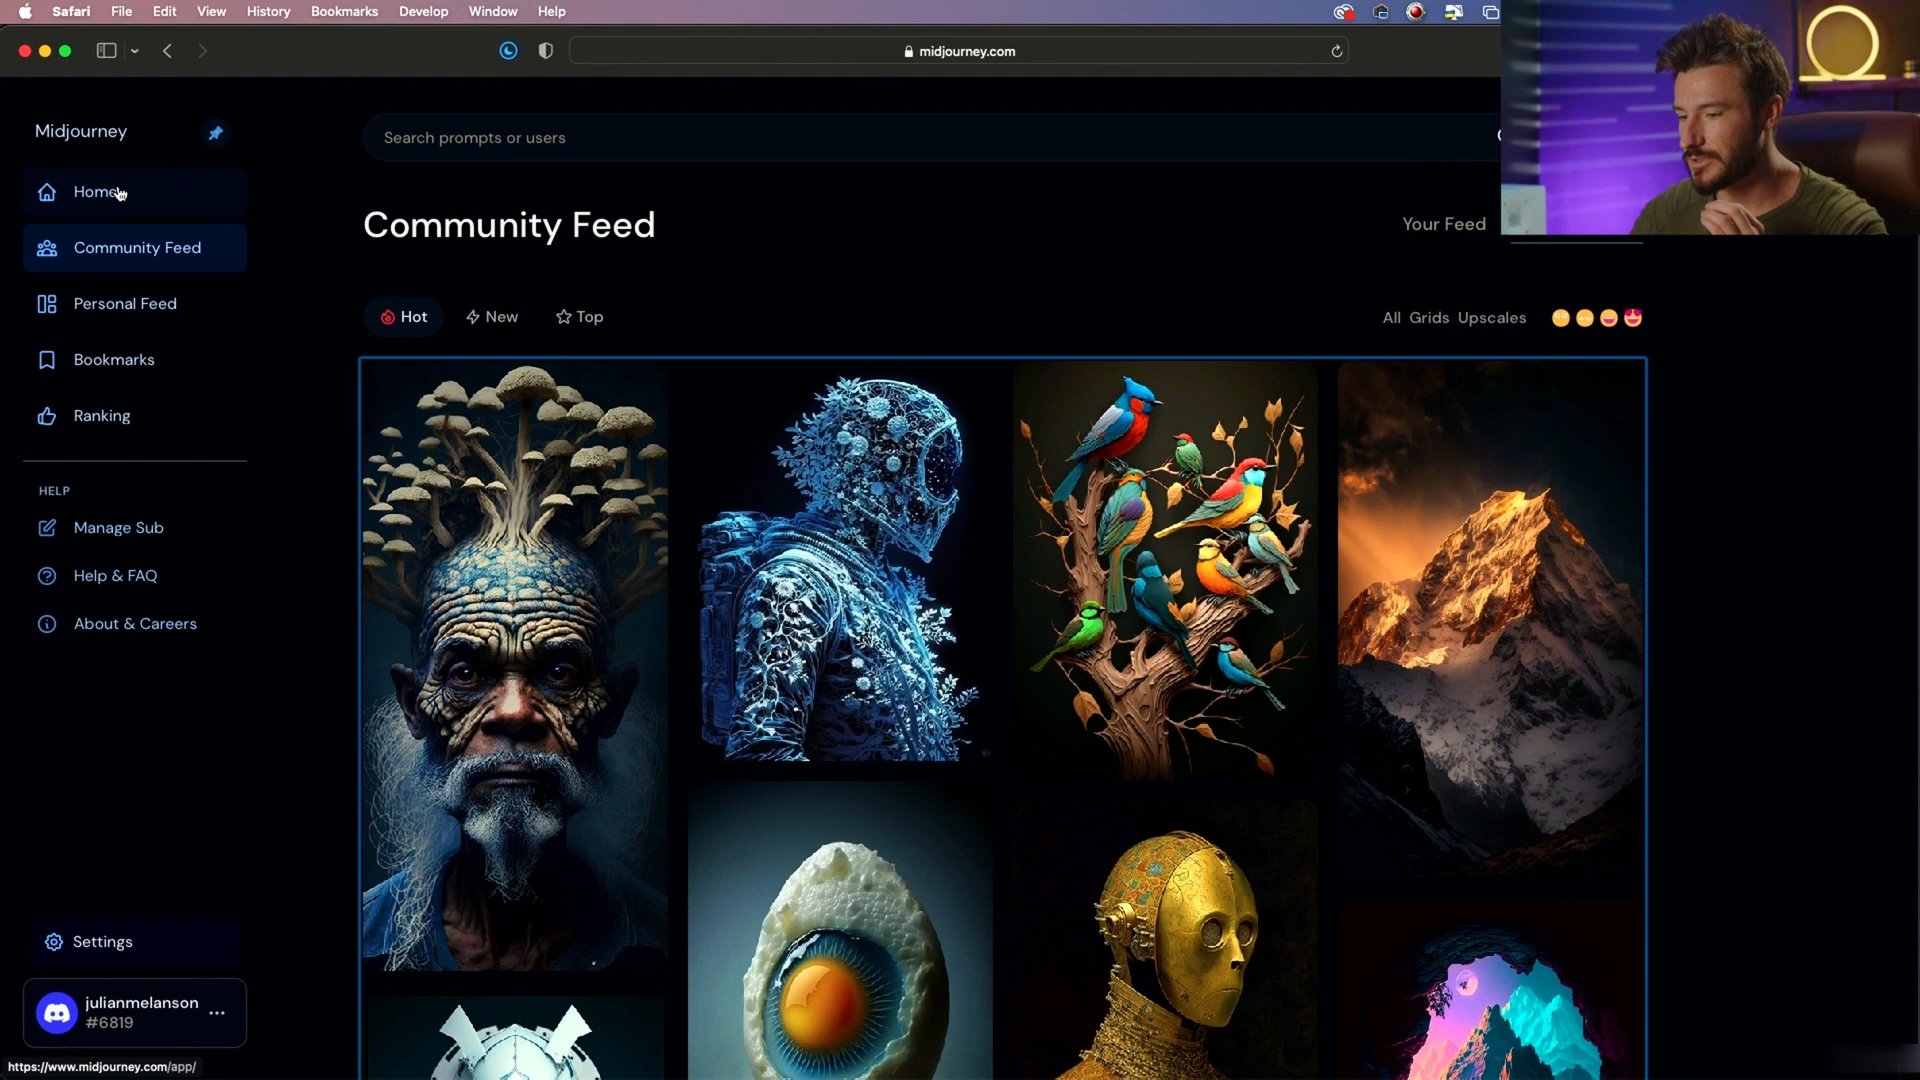 Safari File Edit View History Bookmarks Develop Window Help
midjourney.com
Midjourney
Home
Community Feed
Personal Feed
Bookmarks
Ranking
HELP
Manage Sub
Help & FAQ
About & Careers
Settings
julianmelanson
#6819
https://www.midjourney.com/app/
Search prompts or users
Community Feed
Your Feed
Hot New Top
All Grids Upscales